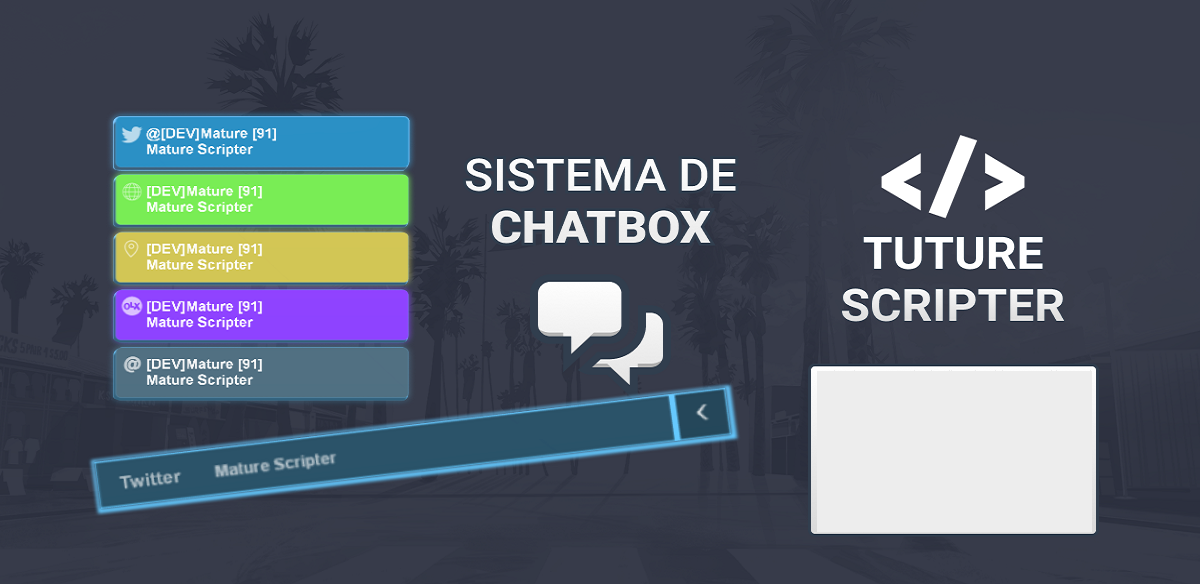 @[DEV]Mature [91]
Mature Scripter
[DEV]Mature [91]
Mature Scripter
[DEV]Mature [91]
Mature Scripter
OLX [DEV]Mature [91]
Mature Scripter
@ [DEV]Mature [91]
Mature Scripter
SISTEMA DE
CHATBOX
</>
TUTURE
SCRIPTER
Twitter Mature Scripter <